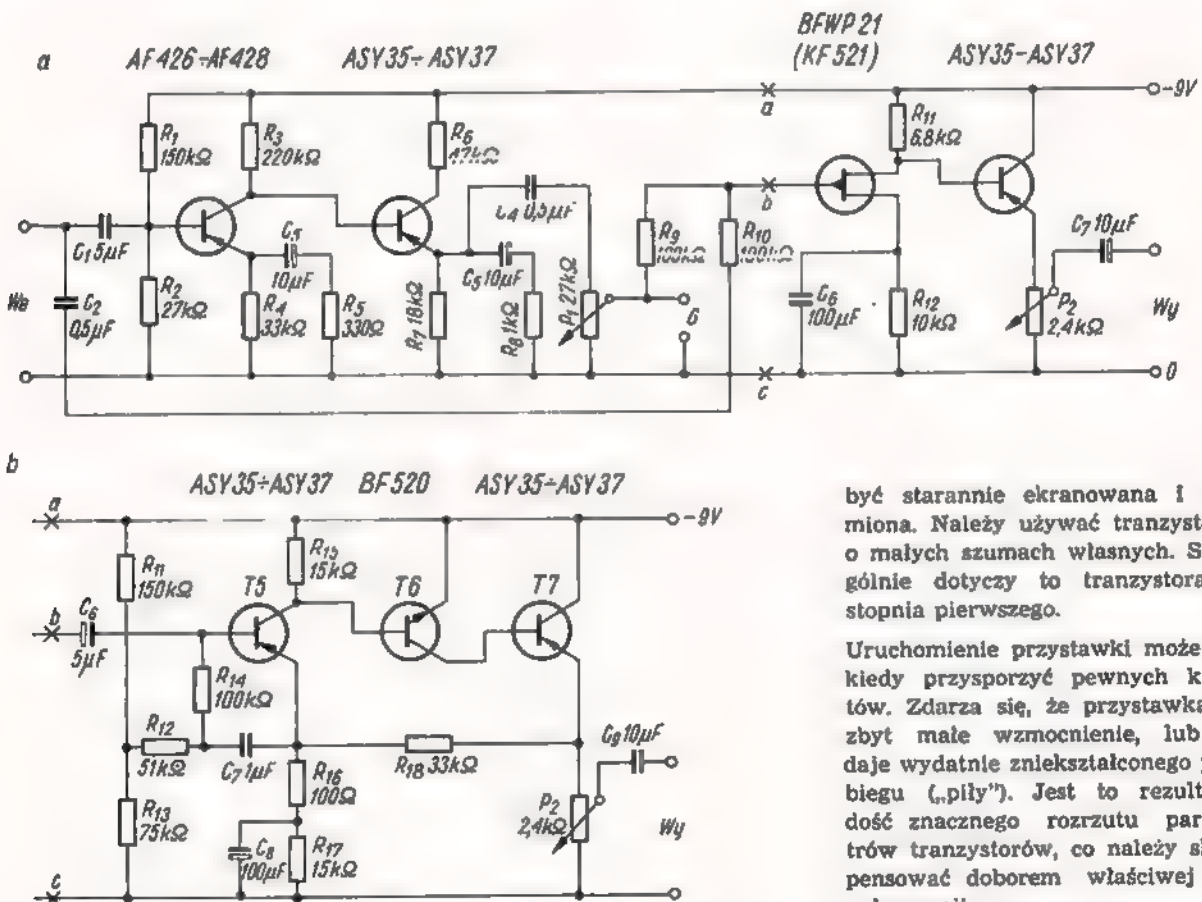 a
AF426÷AF428
ASY35÷ASY37
BFWP21
(KF521)
ASY35-ASY37
-9V
a
R1
150kΩ
R3
220kΩ
R6
R11
6,8kΩ
b
C4 0,5µF
C1 5µF
R9
100kΩ
R10
100kΩ
C7 10µF
We
C2
0,5µF
R2
27kΩ
10µF
R4
33kΩ
R5
330Ω
R7 18kΩ
C5 10µF
R8 1kΩ
P1 27kΩ
G
C6
100µF
R12
10kΩ
P2
2,4kΩ
Wy
c
0
b
ASY35÷ASY37 BF520 ASY35÷ASY37
a
-9V
R11
150kΩ
R15
15kΩ
T5
T6
T7
b
C6
5µF
R14
100kΩ
R12
51kΩ
C7 1µF
R18 33kΩ
C9 10µF
R13
75kΩ
R16
100Ω
C8
100µF
R17
15kΩ
P2
2,4kΩ
Wy
c
być starannie ekranowana i
miona. Należy używać tranzyst
o małych szumach własnych. S
gólnie dotyczy to tranzystora
stopnia pierwszego.
Uruchomienie przystawki może
kiedy przysporzyć pewnych k
tów. Zdarza się, że przystawka
zbyt małe wzmocnienie, lub
daje wydatnie zniekształconego
biegu („piły"). Jest to rezult
dość znacznego rozrzutu par
trów tranzystorów, co należy s
pensować doborem właściwej